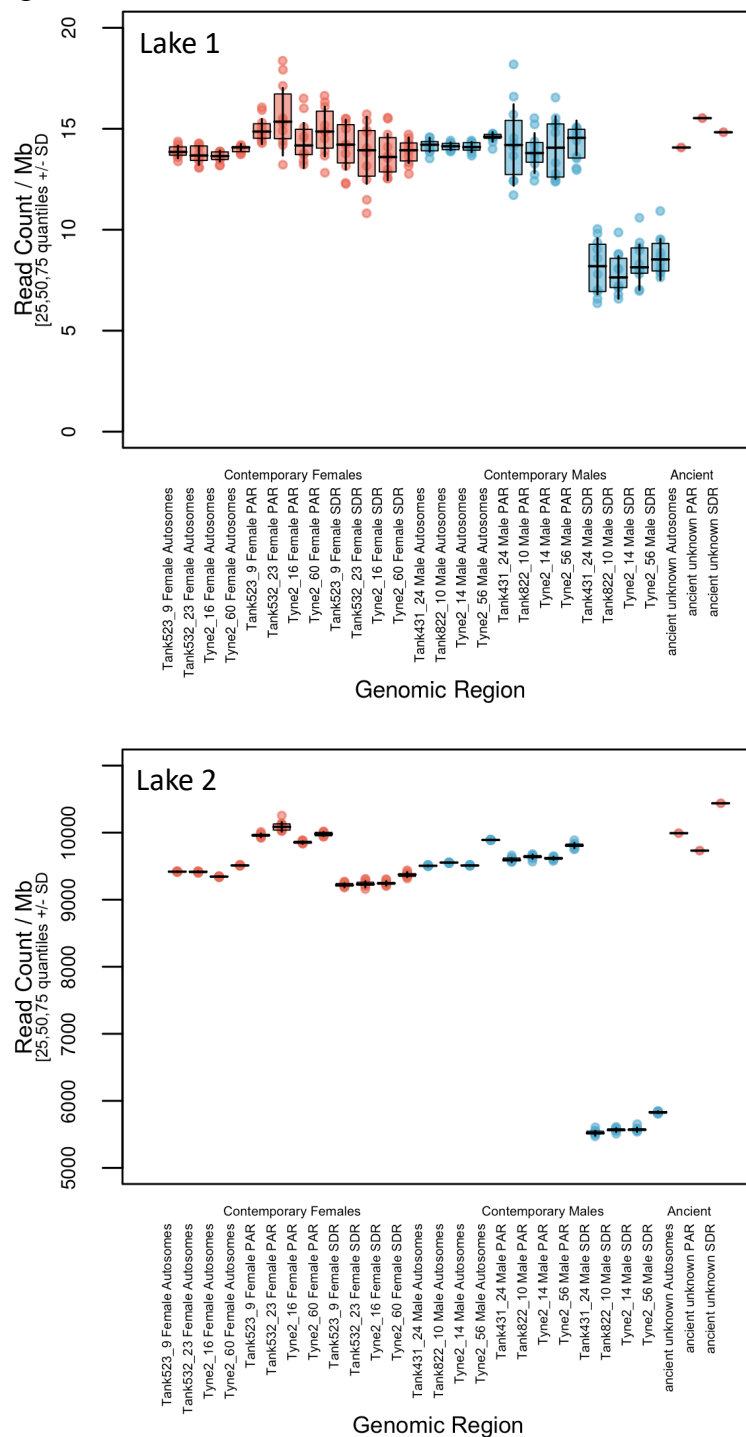 Lake 1
20
15
10
5
0
Read Count / Mb
[25,50,75 quantiles +/- SD
Contemporary Females
Contemporary Males
Ancient
Tank523_9 Female Autosomes
Tank532_23 Female Autosomes
Tyne2_16 Female Autosomes
Tyne2_60 Female Autosomes
Tank523_9 Female PAR
Tank532_23 Female PAR
Tyne2_16 Female PAR
Tyne2_60 Female PAR
Tank523_9 Female SDR
Tank532_23 Female SDR
Tyne2_16 Female SDR
Tyne2_60 Female SDR
Tank431_24 Male Autosomes
Tank822_10 Male Autosomes
Tyne2_14 Male Autosomes
Tyne2_56 Male Autosomes
Tank431_24 Male PAR
Tank822_10 Male PAR
Tyne2_14 Male PAR
Tyne2_56 Male PAR
Tank431_24 Male SDR
Tank822_10 Male SDR
Tyne2_14 Male SDR
Tyne2_56 Male SDR
ancient unknown Autosomes
ancient unknown PAR
ancient unknown SDR
Genomic Region
Lake 2
10000
9000
8000
7000
6000
5000
Read Count / Mb
[25,50,75 quantiles +/- SD
Contemporary Females
Contemporary Males
Ancient
Tank523_9 Female Autosomes
Tank532_23 Female Autosomes
Tyne2_16 Female Autosomes
Tyne2_60 Female Autosomes
Tank523_9 Female PAR
Tank532_23 Female PAR
Tyne2_16 Female PAR
Tyne2_60 Female PAR
Tank523_9 Female SDR
Tank532_23 Female SDR
Tyne2_16 Female SDR
Tyne2_60 Female SDR
Tank431_24 Male Autosomes
Tank822_10 Male Autosomes
Tyne2_14 Male Autosomes
Tyne2_56 Male Autosomes
Tank431_24 Male PAR
Tank822_10 Male PAR
Tyne2_14 Male PAR
Tyne2_56 Male PAR
Tank431_24 Male SDR
Tank822_10 Male SDR
Tyne2_14 Male SDR
Tyne2_56 Male SDR
ancient unknown Autosomes
ancient unknown PAR
ancient unknown SDR
Genomic Region